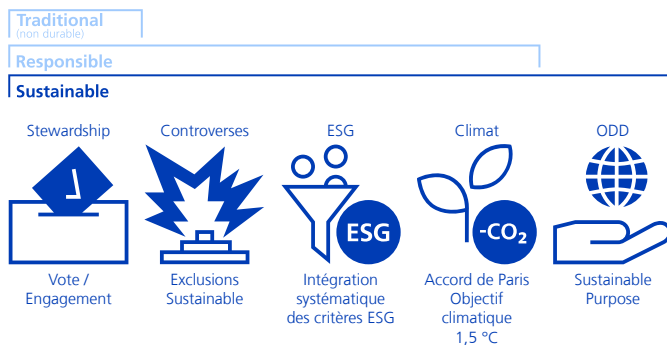 Traditional
(non durable)
Responsible
Sustainable
Stewardship
Controverses
ESG
Climat
ODD
ESG
-CO₂
Vote /
Engagement
Exclusions
Sustainable
Intégration
systématique
des critères ESG
Accord de Paris
Objectif
climatique
1,5 °C
Sustainable
Purpose